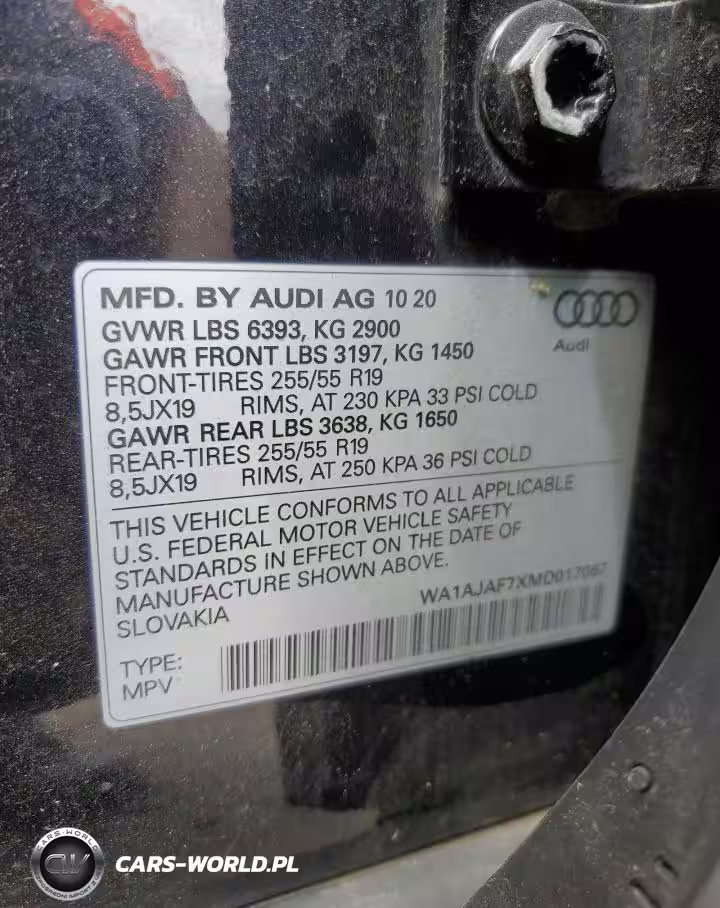 MFD. BY AUDI AG 10 20
Audi
GVWR LBS 6393, KG 2900
GAWR FRONT LBS 3197, KG 1450
FRONT-TIRES 255/55 R19
8,5JX19 RIMS, AT 230 KPA 33 PSI COLD
GAWR REAR LBS 3638, KG 1650
REAR-TIRES 255/55 R19
8,5JX19 RIMS, AT 250 KPA 36 PSI COLD
THIS VEHICLE CONFORMS TO ALL APPLICABLE
U.S. FEDERAL MOTOR VEHICLE SAFETY
STANDARDS IN EFFECT ON THE DATE OF
MANUFACTURE SHOWN ABOVE.
SLOVAKIA
WA1AJAF7XMD017067
TYPE:
MPV
CARS-WORLD
CW
CARS-WORLD.PL